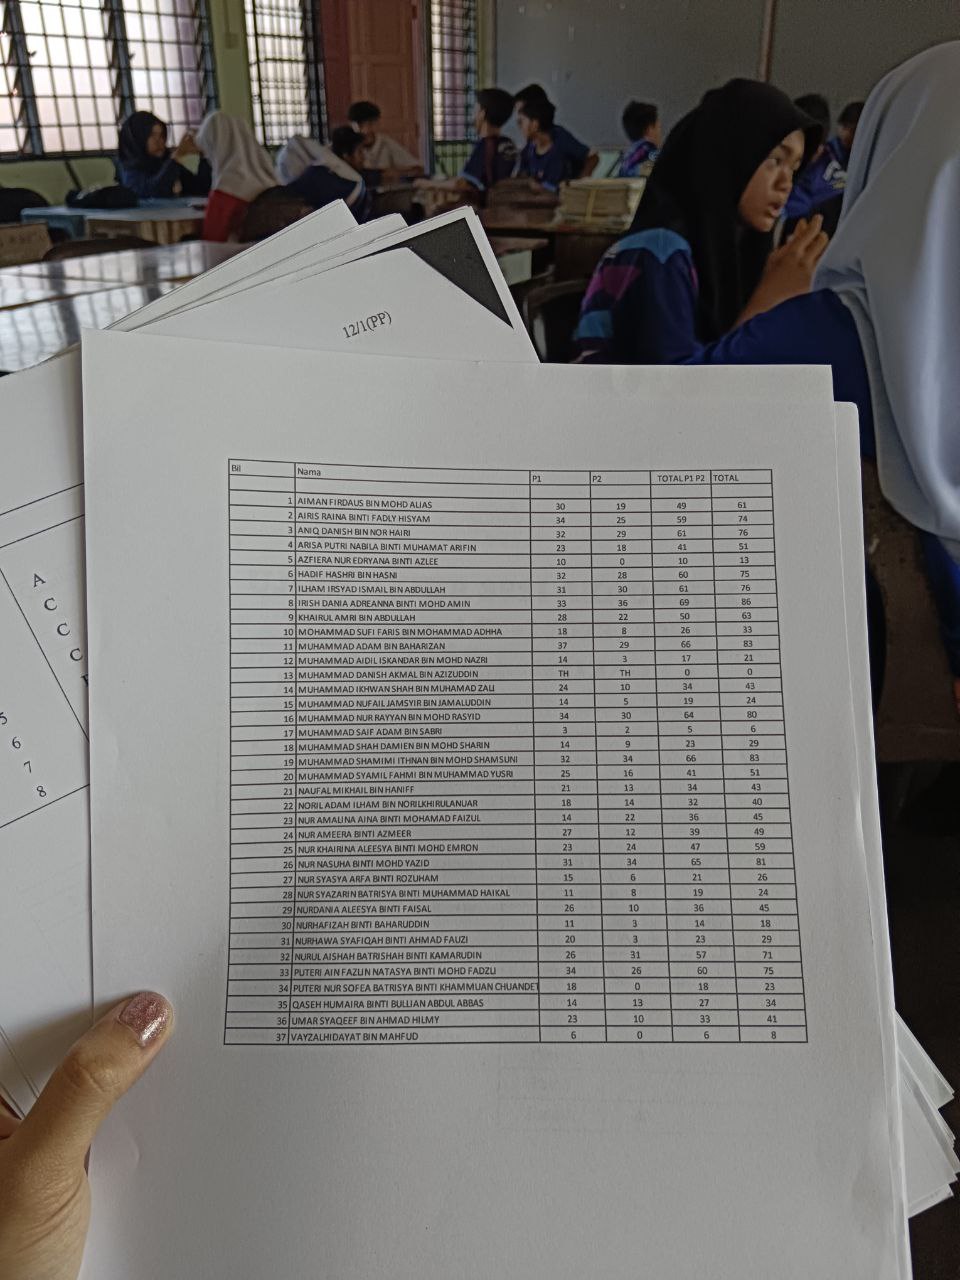 12/1(PP)
A
C
C
C
5
6
7
8
Bil Nama P1 P2 TOTAL P1 P2 TOTAL
1 AIMAN FIRDAUS BIN MOHD ALIAS 30 19 49 61
2 AIRIS RAINA BINTI FADLY HISYAM 34 25 59 74
3 ANIQ DANISH BIN NOR HAIRI 32 29 61 76
4 ARISA PUTRI NABILA BINTI MUHAMAT ARIFIN 23 18 41 51
5 AZFIERA NUR EDRYANA BINTI AZLEE 10 0 10 13
6 HADIF HASHRI BIN HASNI 32 28 60 75
7 ILHAM IRSYAD ISMAIL BIN ABDULLAH 31 30 61 76
8 IRISH DANIA ADREANNA BINTI MOHD AMIN 33 36 69 86
9 KHAIRUL AMRI BIN ABDULLAH 28 22 50 63
10 MOHAMMAD SUFI FARIS BIN MOHAMMAD ADHHA 18 8 26 33
11 MUHAMMAD ADAM BIN BAHARIZAN 37 29 66 83
12 MUHAMMAD AIDIL ISKANDAR BIN MOHD NAZRI 14 3 17 21
13 MUHAMMAD DANISH AKMAL BIN AZIZUDDIN TH TH 0 0
14 MUHAMMAD IKHWAN SHAH BIN MUHAMAD ZALI 24 10 34 43
15 MUHAMMAD NUFAIL JAMSYIR BIN JAMALUDDIN 14 5 19 24
16 MUHAMMAD NUR RAYYAN BIN MOHD RASYID 34 30 64 80
17 MUHAMMAD SAIF ADAM BIN SABRI 3 2 5 6
18 MUHAMMAD SHAH DAMIEN BIN MOHD SHARIN 14 9 23 29
19 MUHAMMAD SHAMIMI ITHNAN BIN MOHD SHAMSUNI 32 34 66 83
20 MUHAMMAD SYAMIL FAHMI BIN MUHAMMAD YUSRI 25 16 41 51
21 NAUFAL MIKHAIL BIN HANIFF 21 13 34 43
22 NORIL ADAM ILHAM BIN NORILKHIRULANUAR 18 14 32 40
23 NUR AMALINA AINA BINTI MOHAMAD FAIZUL 14 22 36 45
24 NUR AMEERA BINTI AZMEER 27 12 39 49
25 NUR KHAIRINA ALEESYA BINTI MOHD EMRON 23 24 47 59
26 NUR NASUHA BINTI MOHD YAZID 31 34 65 81
27 NUR SYASYA ARFA BINTI ROZUHAM 15 6 21 26
28 NUR SYAZARIN BATRISYA BINTI MUHAMMAD HAIKAL 11 8 19 24
29 NURDANIA ALEESYA BINTI FAISAL 26 10 36 45
30 NURHAFIZAH BINTI BAHARUDDIN 11 3 14 18
31 NURHAWA SYAFIQAH BINTI AHMAD FAUZI 20 3 23 29
32 NURUL AISHAH BATRISHAH BINTI KAMARUDIN 26 31 57 71
33 PUTERI AIN FAZLIN NATASYA BINTI MOHD FADZLI 34 26 60 75
34 PUTERI NUR SOFEA BATRISYA BINTI KHAMMUAN CHUANDET 18 0 18 23
35 QASEH HUMAIRA BINTI BULLIAN ABDUL ABBAS 14 13 27 34
36 UMAR SYAQEEF BIN AHMAD HILMY 23 10 33 41
37 VAYZALHIDAYAT BIN MAHFUD 6 0 6 8